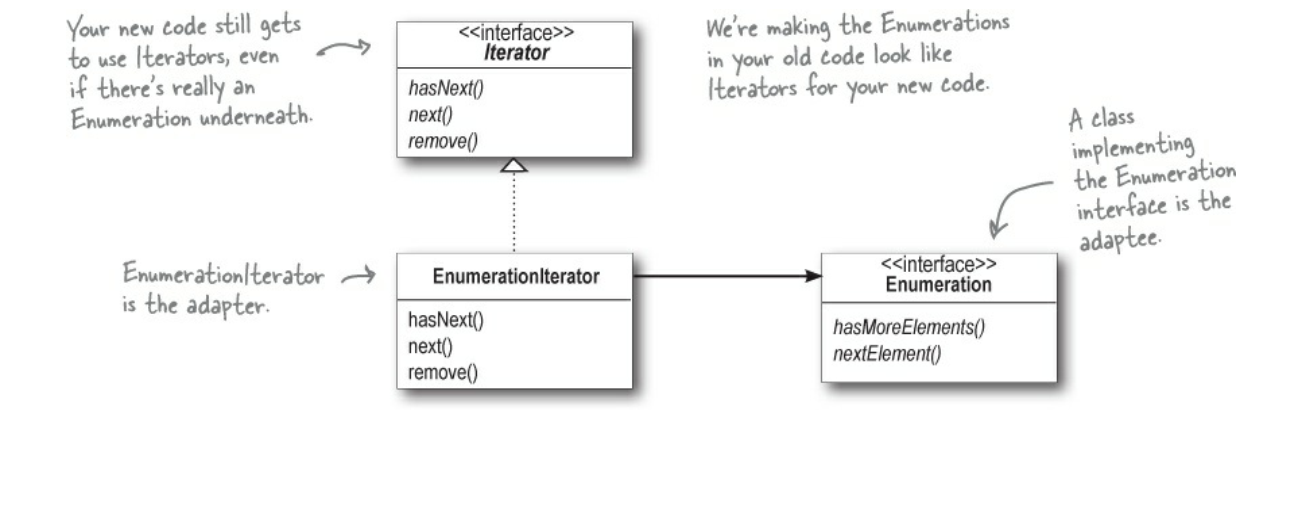 Your new code still gets
to use Iterators, even
if there's really an
Enumeration underneath.
<<interface>>
Iterator
hasNext()
next()
remove()
We're making the Enumerations
in your old code look like
Iterators for your new code.
A class
implementing
the Enumeration
interface is the
adaptee.
EnumerationIterator
is the adapter.
EnumerationIterator
hasNext()
next()
remove()
<<interface>>
Enumeration
hasMoreElements()
nextElement()